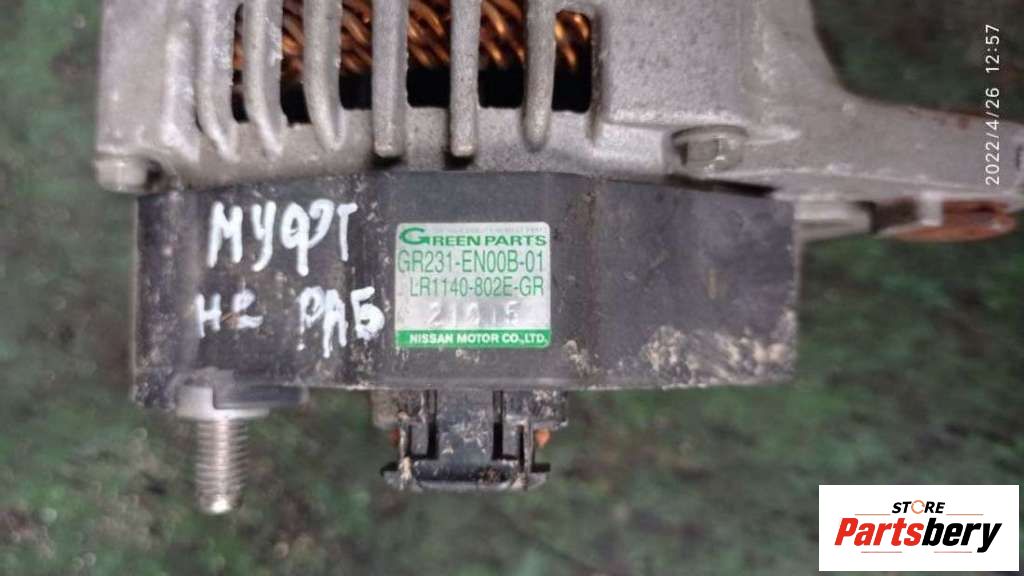 2022/4/26 12:57
МУФТ
НЕ РАБ
GREEN PARTS
GR231-EN00B-01
LR1140-802E-GR
NISSAN MOTOR CO.,LTD.
STORE
Partsbery